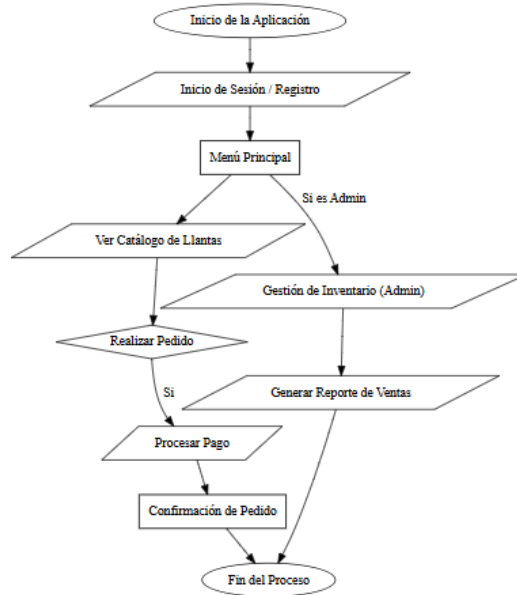 Inicio de la Aplicación
Inicio de Sesión / Registro
Menú Principal
Si es Admin
Ver Catálogo de Llantas
Gestión de Inventario (Admin)
Realizar Pedido
Si
Generar Reporte de Ventas
Procesar Pago
Confirmación de Pedido
Fin del Proceso